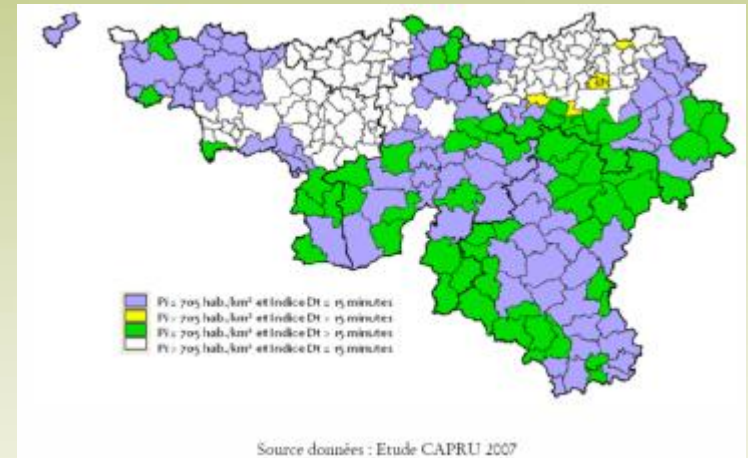 Pi ≤ 705 hab./km² et Indice Dt ≤ 15 minutes
Pi > 705 hab./km² et Indice Dt > 15 minutes
Pi ≤ 705 hab./km² et Indice Dt > 15 minutes
Pi > 705 hab./km² et Indice Dt ≤ 15 minutes
Source données : Etude CAPRU 2007